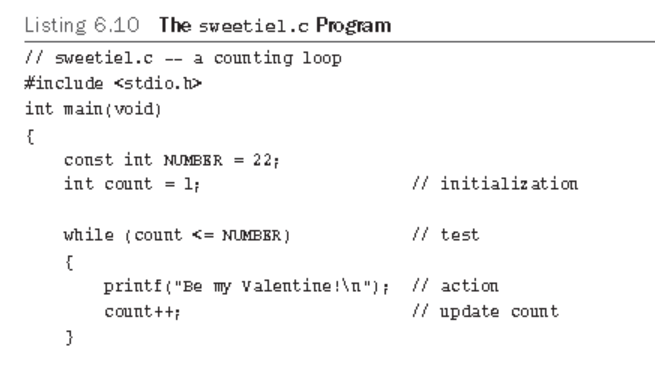 Listing 6.10 The sweetie1.c Program
// sweetie1.c -- a counting loop
#include <stdio.h>
int main(void)
{
const int NUMBER = 22;
int count = 1; // initialization
while (count <= NUMBER) // test
{
printf("Be my Valentine!\n"); // action
count++; // update count
}